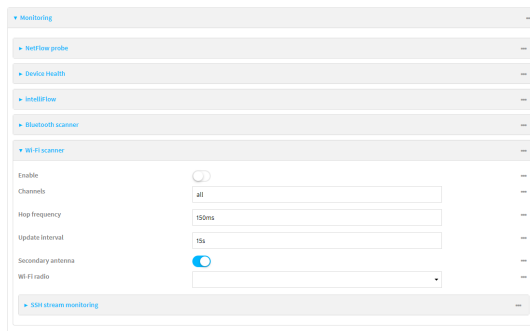 Monitoring
NetFlow probe
Device Health
intelliFlow
Bluetooth scanner
Wi-Fi scanner
Enable
Channels
all
Hop frequency
150ms
Update interval
15s
Secondary antenna
Wi-Fi radio
SSH stream monitoring